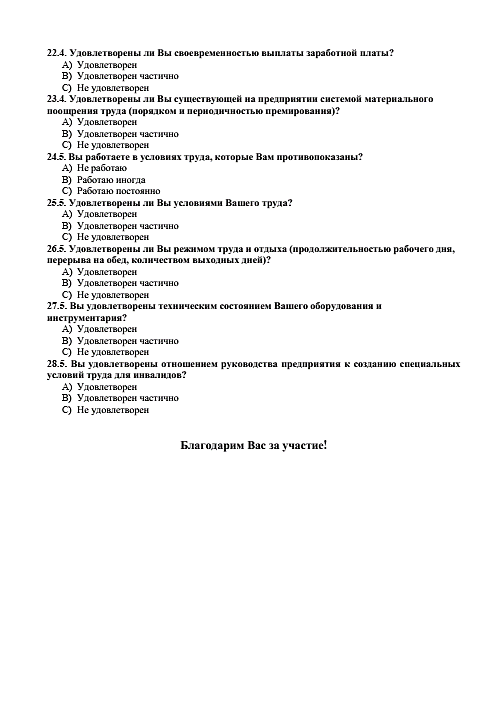 22.4. Удовлетворены ли Вы своевременностью выплаты заработной платы?
A) Удовлетворен
B) Удовлетворен частично
C) Не удовлетворен
23.4. Удовлетворены ли Вы существующей на предприятии системой материального
поощрения труда (порядком и периодичностью премирования)?
A) Удовлетворен
B) Удовлетворен частично
C) Не удовлетворен
24.5. Вы работаете в условиях труда, которые Вам противопоказаны?
A) Не работаю
B) Работаю иногда
C) Работаю постоянно
25.5. Удовлетворены ли Вы условиями Вашего труда?
A) Удовлетворен
B) Удовлетворен частично
C) Не удовлетворен
26.5. Удовлетворены ли Вы режимом труда и отдыха (продолжительностью рабочего дня,
перерыва на обед, количеством выходных дней)?
A) Удовлетворен
B) Удовлетворен частично
C) Не удовлетворен
27.5. Вы удовлетворены техническим состоянием Вашего оборудования и
инструментария?
A) Удовлетворен
B) Удовлетворен частично
C) Не удовлетворен
28.5. Вы удовлетворены отношением руководства предприятия к созданию специальных
условий труда для инвалидов?
A) Удовлетворен
B) Удовлетворен частично
C) Не удовлетворен
Благодарим Вас за участие!